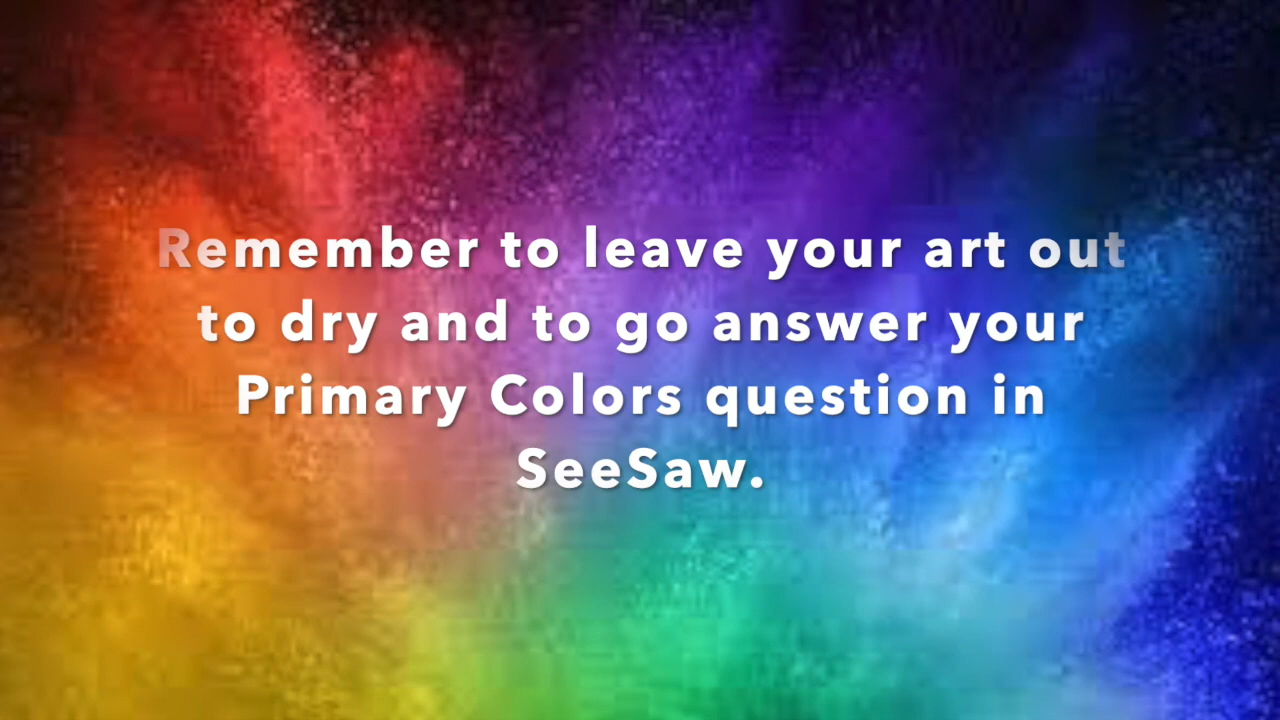 Remember to leave your art out
to dry and to go answer your
Primary Colors question in
SeeSaw.